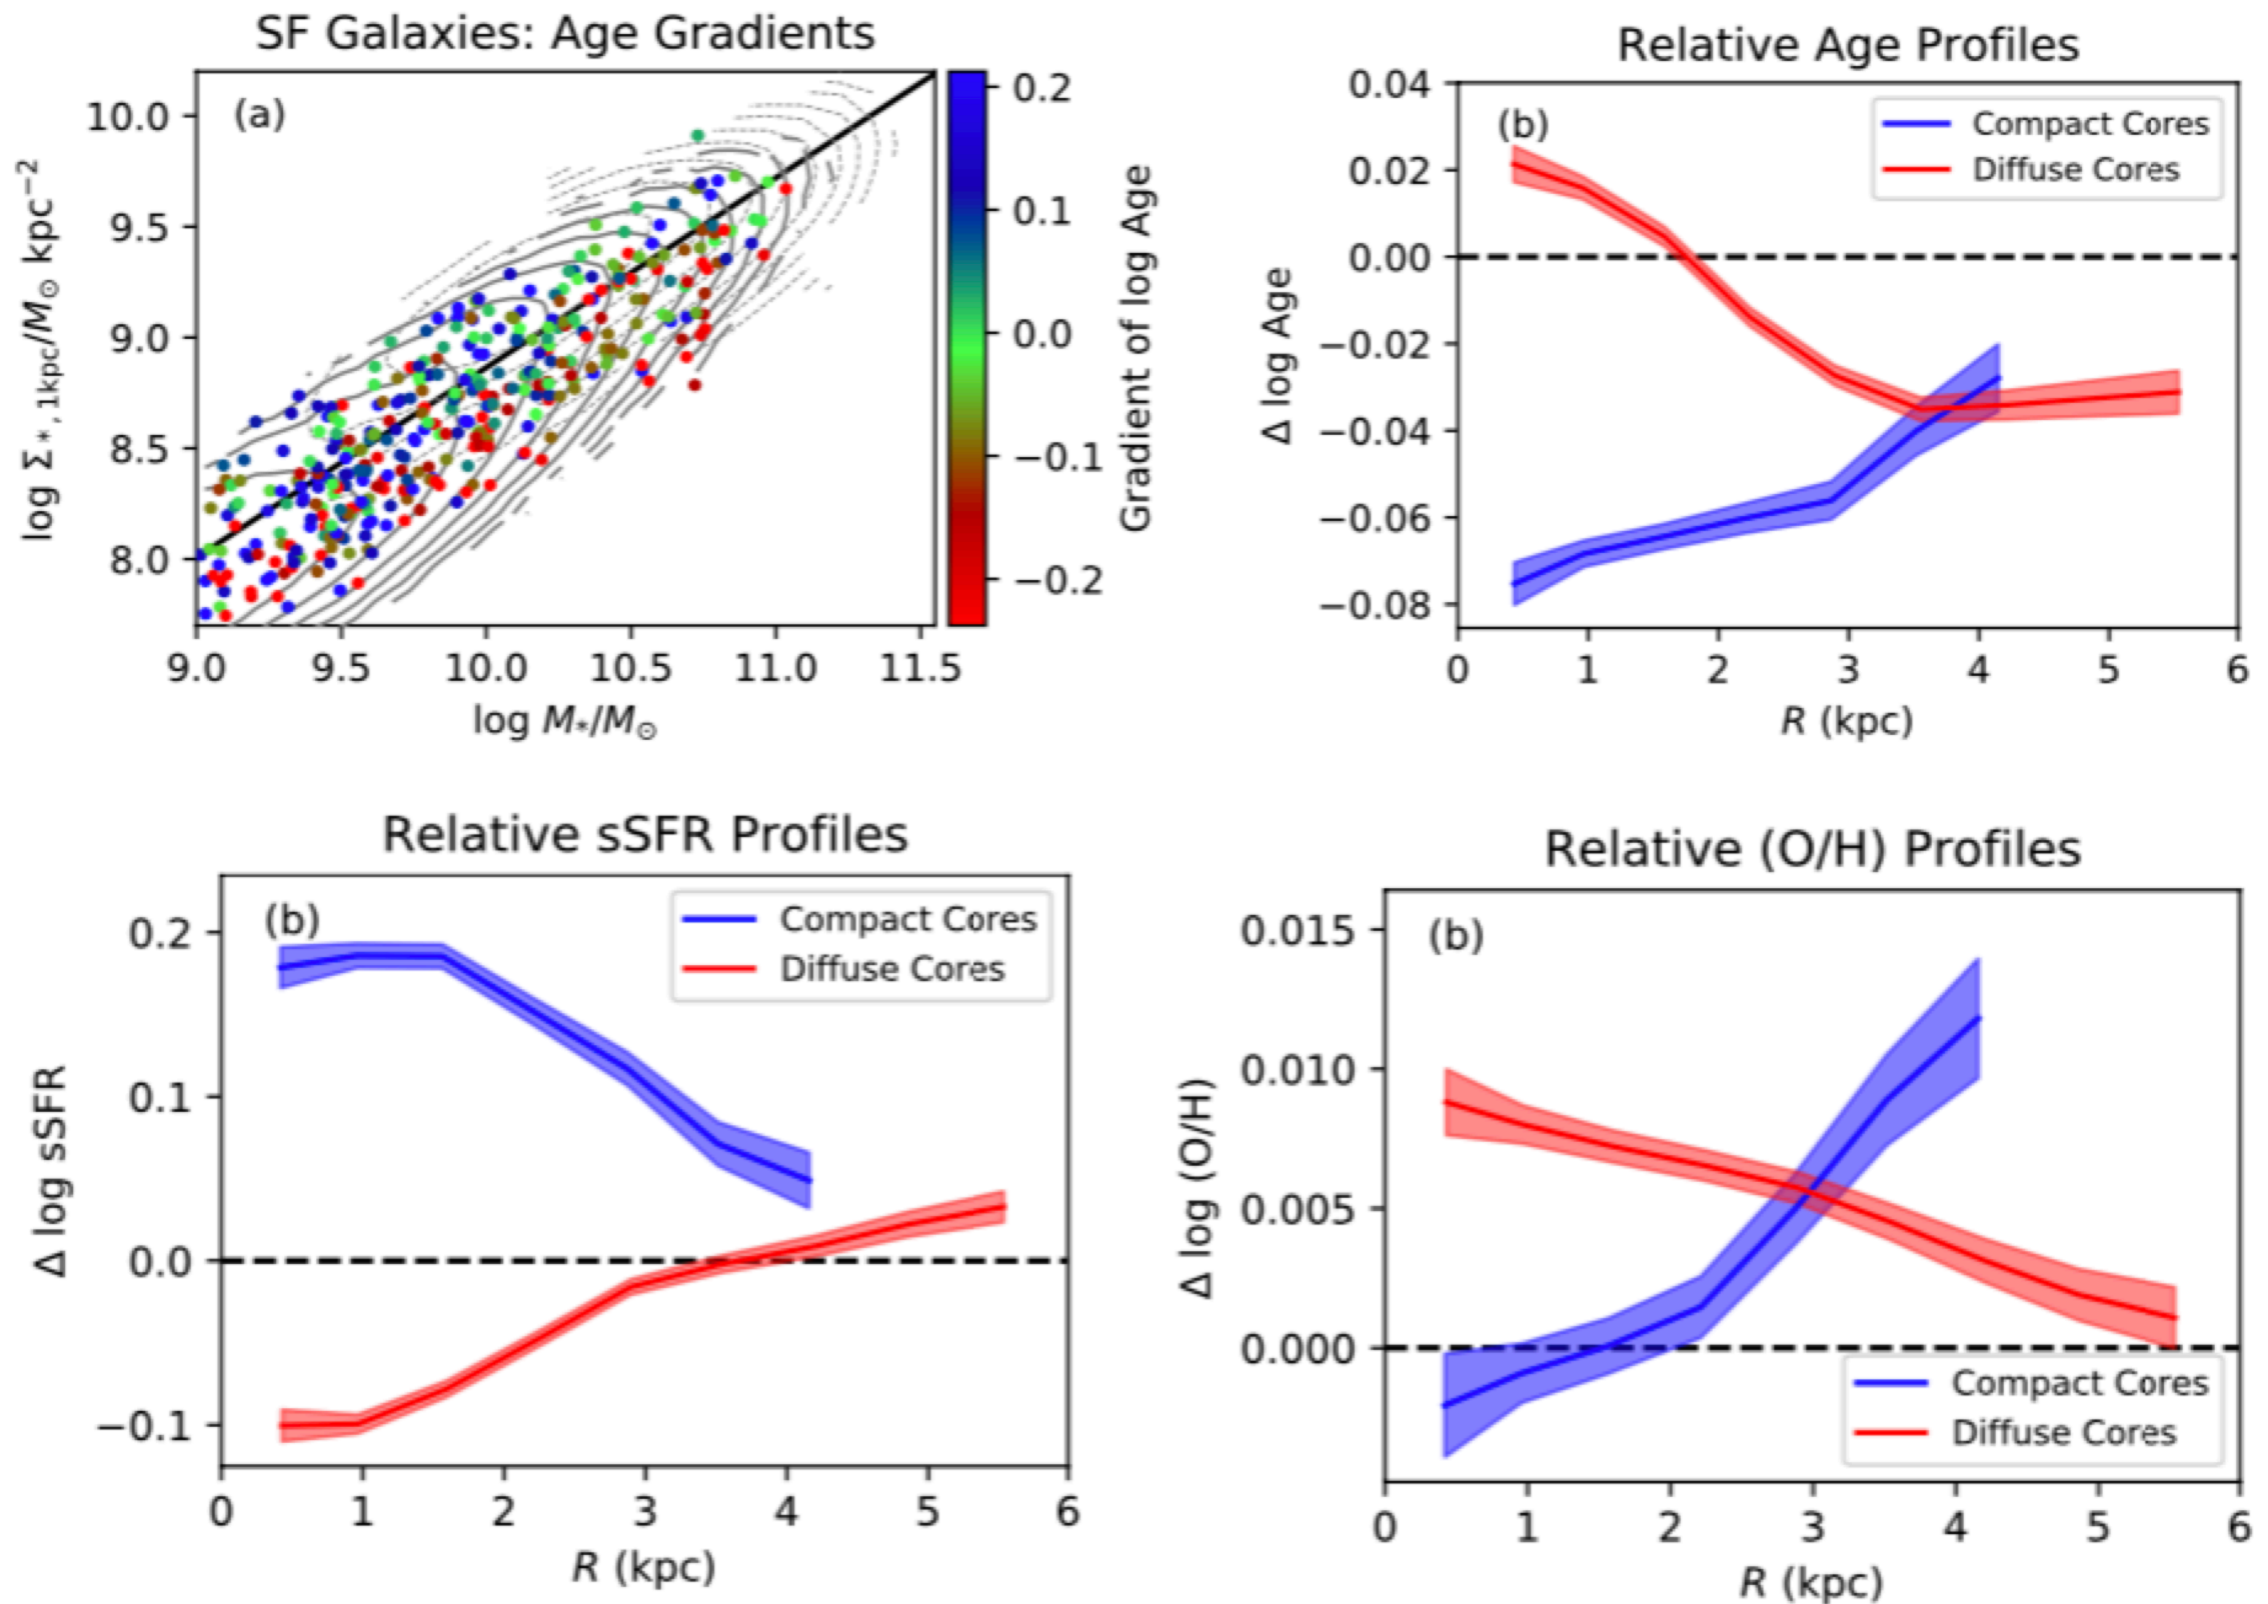 SF Galaxies: Age Gradients
(a)
10.0
9.5
9.0
8.5
8.0
log Σ*, 1kpc/M⊙ kpc−2
9.0 9.5 10.0 10.5 11.0 11.5
log M*/M⊙
0.2
0.1
0.0
−0.1
−0.2
Gradient of log Age
Relative Age Profiles
(b)
Compact Cores
Diffuse Cores
0.04
0.02
0.00
−0.02
−0.04
−0.06
−0.08
Δ log Age
0 1 2 3 4 5 6
R (kpc)
Relative sSFR Profiles
(b)
Compact Cores
Diffuse Cores
0.2
0.1
0.0
−0.1
Δ log sSFR
0 1 2 3 4 5 6
R (kpc)
Relative (O/H) Profiles
(b)
0.015
0.010
0.005
0.000
Δ log (O/H)
Compact Cores
Diffuse Cores
0 1 2 3 4 5 6
R (kpc)